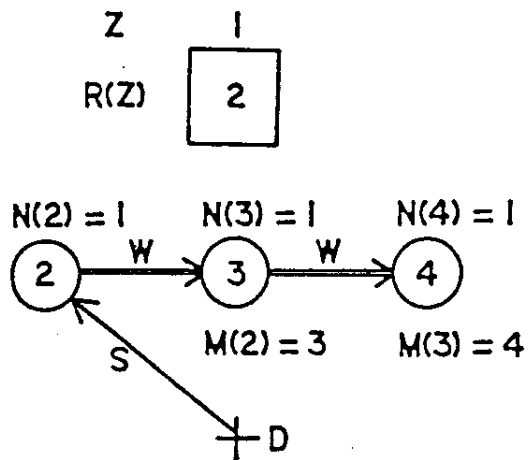 Z 1
R(Z) 2
N(2) = 1 N(3) = 1 N(4) = 1
W W
2 3 4
M(2) = 3 M(3) = 4
S
D